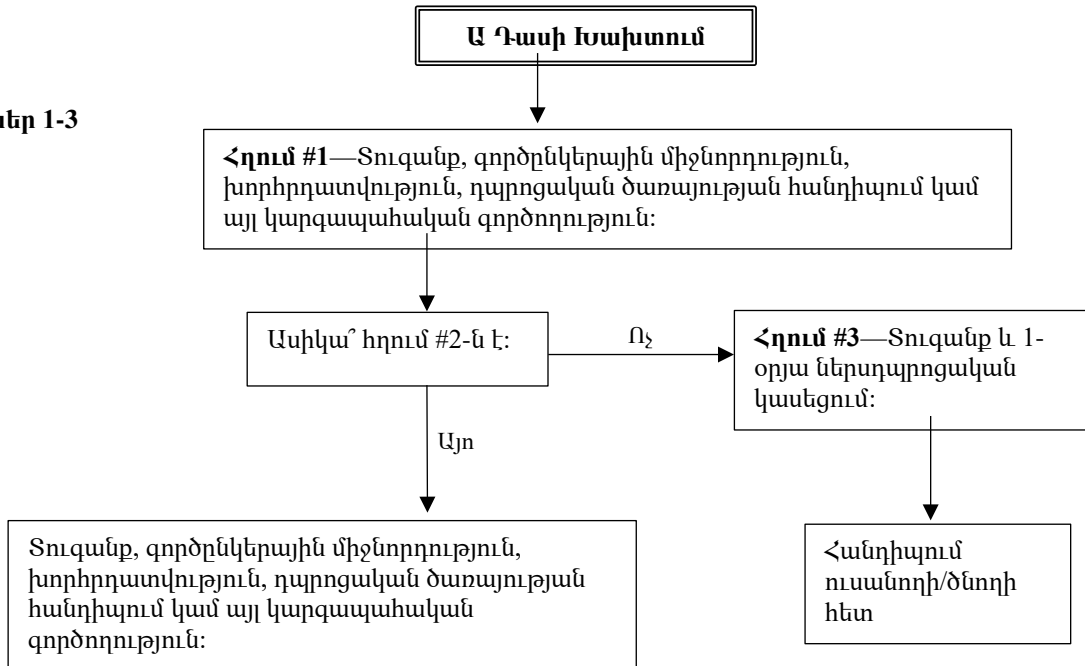 Ա Դասի Խախտում
1-3
Հղում #1—Տուգանք, գործընկերային միջնորդություն,
խորհրդատվություն, դպրոցական ծառայության հանդիպում կամ
այլ կարգապահական գործողություն:
Ասիկա՞ հղում #2-ն է:
Ոչ
Հղում #3—Տուգանք և 1-
օրյա ներսդպրոցական
կասեցում:
Այո
Տուգանք, գործընկերային միջնորդություն,
խորհրդատվություն, դպրոցական ծառայության
հանդիպում կամ այլ կարգապահական
գործողություն:
Հանդիպում
ուսանողի/ծնողի
հետ